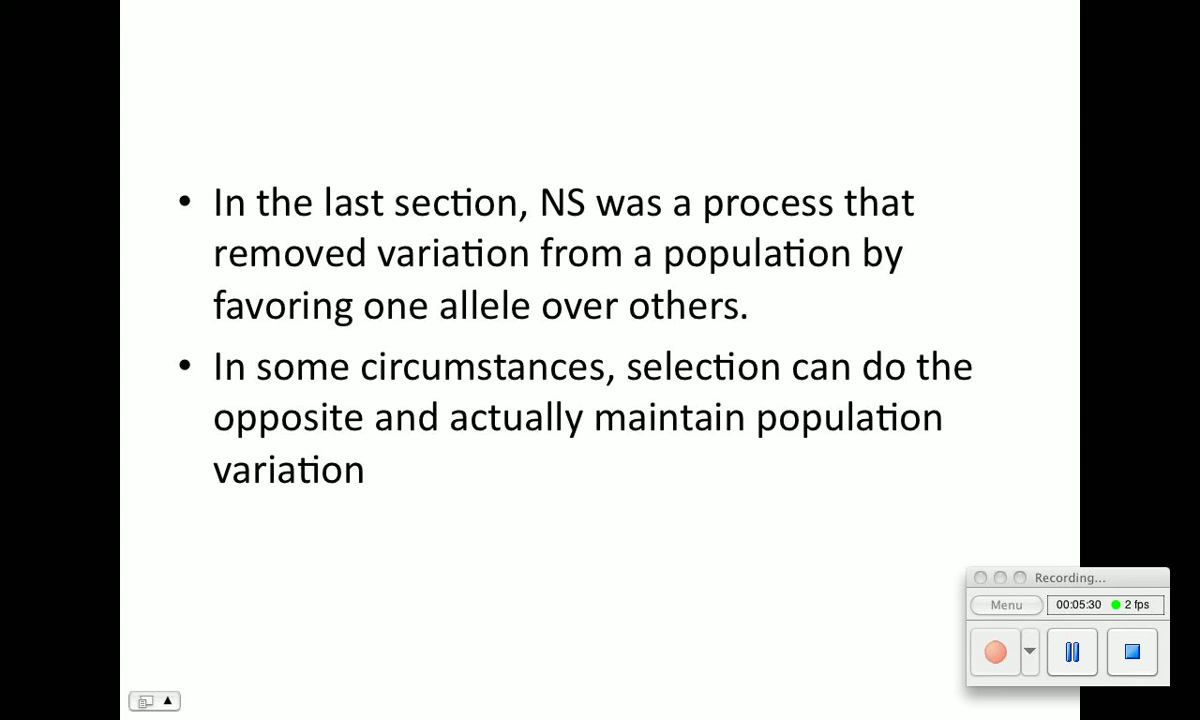 • In the last section, NS was a process that
removed variation from a population by
favoring one allele over others.
• In some circumstances, selection can do the
opposite and actually maintain population
variation
Recording...
Menu
00:05:30 2 fps